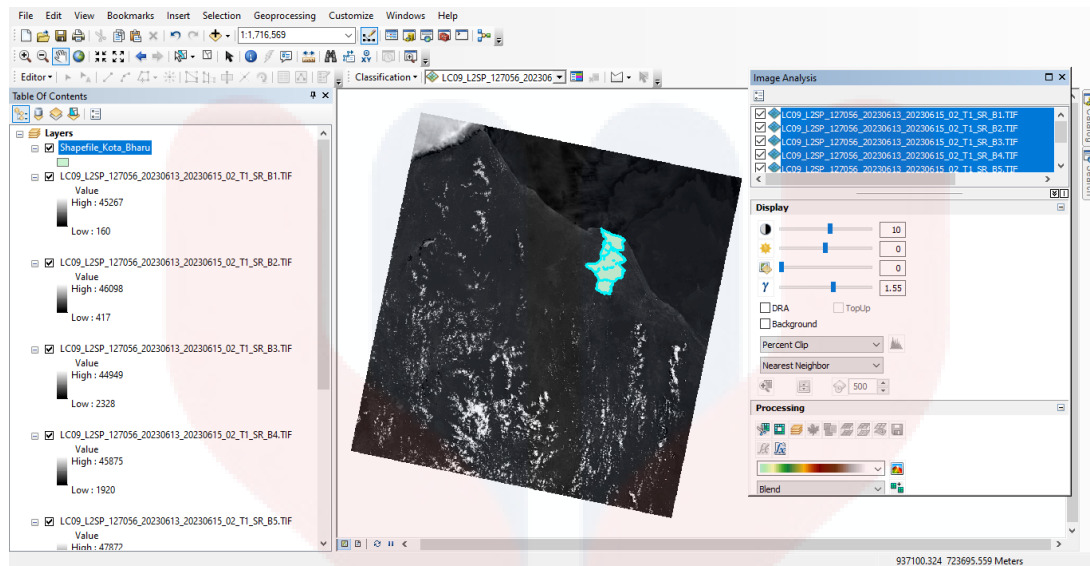 File Edit View Bookmarks Insert Selection Geoprocessing Customize Windows Help
1:1,716,569
Editor
Classification LC09_L2SP_127056_202306
Table Of Contents
Layers
Shapefile_Kota_Bharu
LC09_L2SP_127056_20230613_20230615_02_T1_SR_B1.TIF
Value
High : 45267
Low : 160
LC09_L2SP_127056_20230613_20230615_02_T1_SR_B2.TIF
Value
High : 46098
Low : 417
LC09_L2SP_127056_20230613_20230615_02_T1_SR_B3.TIF
Value
High : 44949
Low : 2328
LC09_L2SP_127056_20230613_20230615_02_T1_SR_B4.TIF
Value
High : 45875
Low : 1920
LC09_L2SP_127056_20230613_20230615_02_T1_SR_B5.TIF
Value
High : 47872
Image Analysis
LC09_L2SP_127056_20230613_20230615_02_T1_SR_B1.TIF
LC09_L2SP_127056_20230613_20230615_02_T1_SR_B2.TIF
LC09_L2SP_127056_20230613_20230615_02_T1_SR_B3.TIF
LC09_L2SP_127056_20230613_20230615_02_T1_SR_B4.TIF
LC09_L2SP_127056_20230613_20230615_02_T1_SR_B5.TIF
Display
10
0
0
γ 1.55
DRA TopUp
Background
Percent Clip
Nearest Neighbor
500
Processing
fx
Blend
Catalog
Search
937100.324 723695.559 Meters